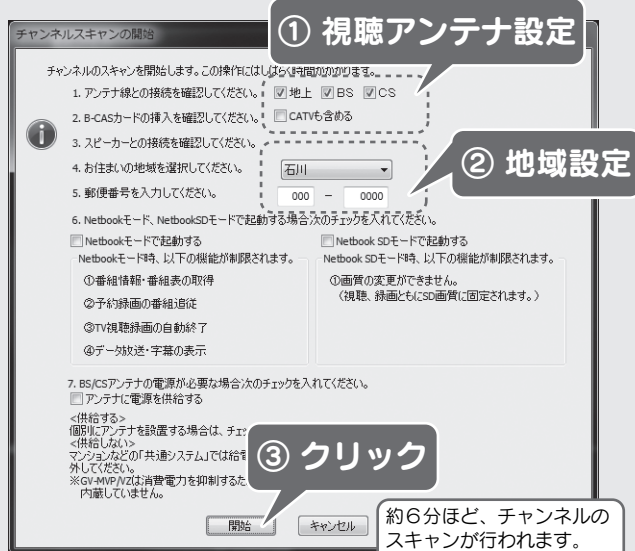 チャンネルスキャンの開始
① 視聴アンテナ設定
チャンネルのスキャンを開始します。この操作にはしばらく時間がかかります。
1. アンテナ線との接続を確認してください。 地上 BS CS
2. B-CASカードの挿入を確認してください。 CATVも含める
3. スピーカーとの接続を確認してください。
4. お住まいの地域を選択してください。 石川
② 地域設定
5. 郵便番号を入力してください。 000 － 0000
6. Netbookモード、NetbookSDモードで起動する場合次のチェックを入れてください。
Netbookモードで起動する
Netbookモード時、以下の機能が制限されます。
①番組情報・番組表の取得
②予約録画の番組追従
③TV視聴録画の自動終了
④データ放送・字幕の表示
Netbook SDモードで起動する
Netbook SDモード時、以下の機能が制限されます。
①画質の変更ができません。
（視聴、録画ともにSD画質に固定されます。）
7. BS/CSアンテナの電源が必要な場合次のチェックを入れてください。
アンテナに電源を供給する
<供給する>
個別にアンテナを設置する場合は、チェッ
<供給しない>
マンションなどの「共通システム」では給電
外してください。
※GV-MVP/VZは消費電力を抑制するた
内蔵していません。
③ クリック
開始 キャンセル
約６分ほど、チャンネルの
スキャンが行われます。